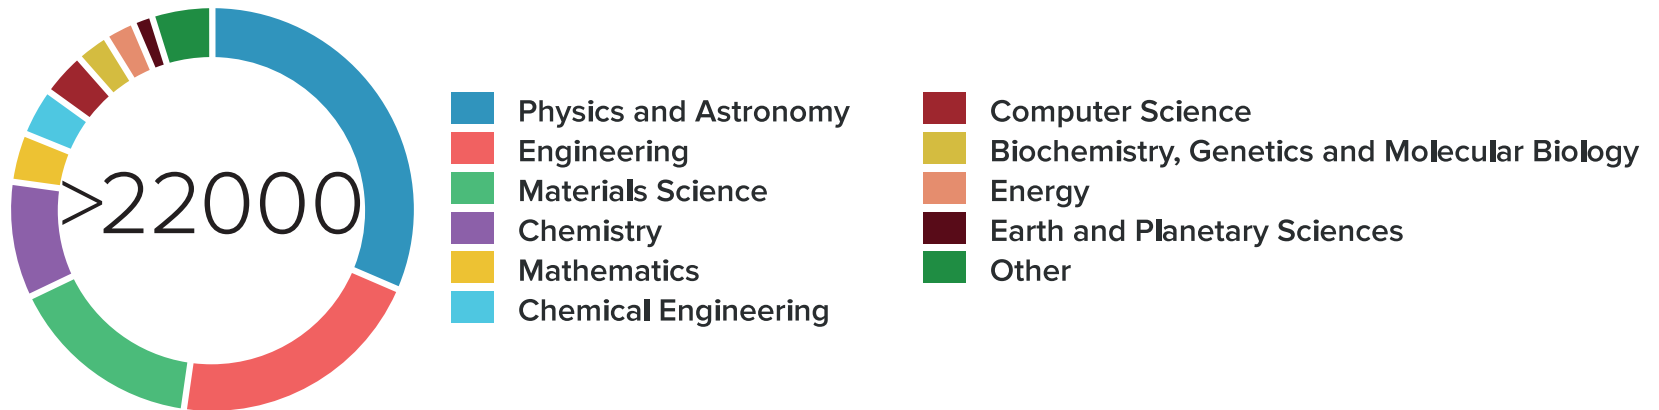 >22000
Physics and Astronomy
Engineering
Materials Science
Chemistry
Mathematics
Chemical Engineering
Computer Science
Biochemistry, Genetics and Molecular Biology
Energy
Earth and Planetary Sciences
Other